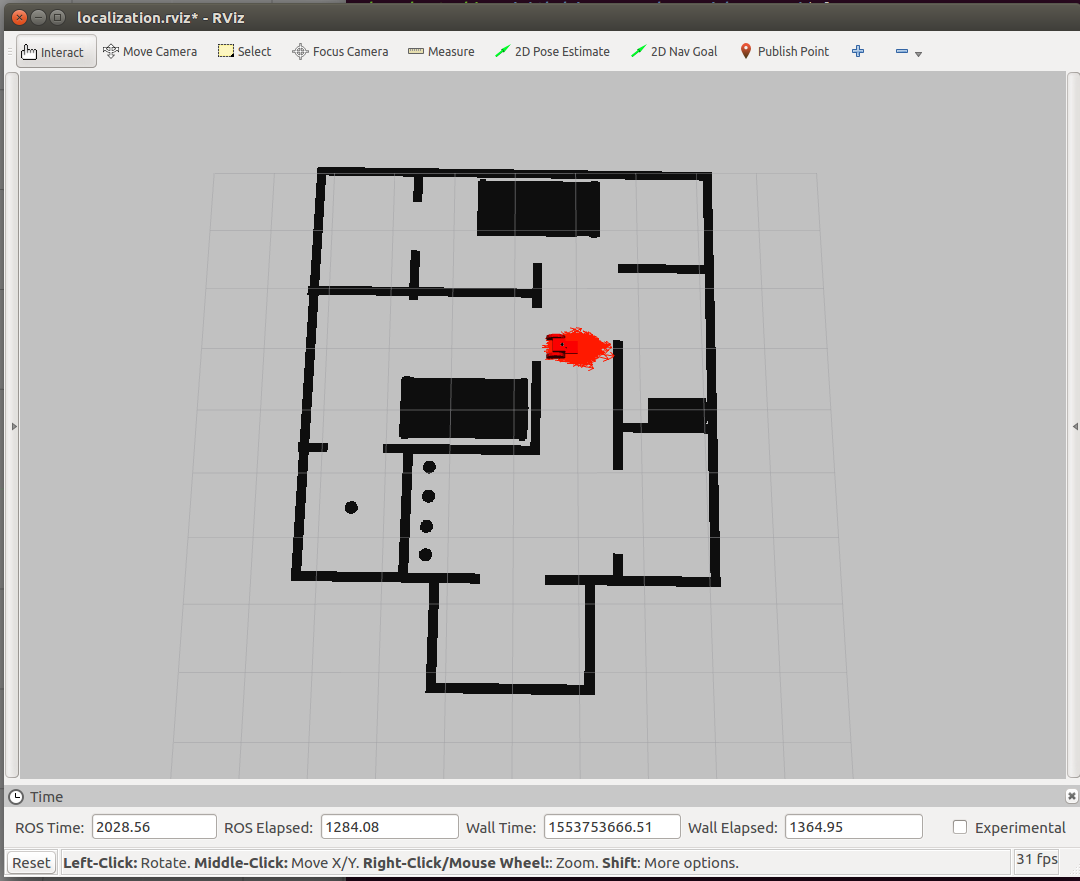 localization.rviz* - RViz
Interact Move Camera Select Focus Camera Measure 2D Pose Estimate 2D Nav Goal Publish Point
Time
ROS Time: 2028.56 ROS Elapsed: 1284.08 Wall Time: 1553753666.51 Wall Elapsed: 1364.95 Experimental
Reset Left-Click: Rotate. Middle-Click: Move X/Y. Right-Click/Mouse Wheel:: Zoom. Shift: More options. 31 fps